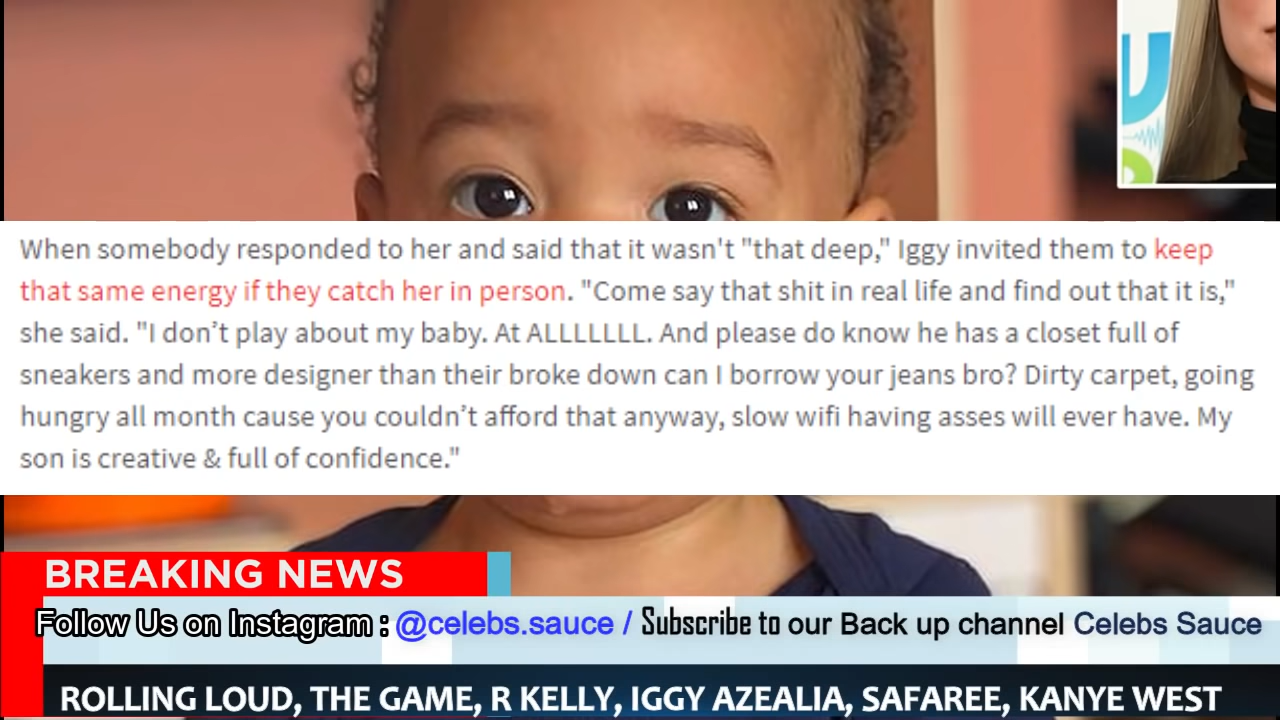 When somebody responded to her and said that it wasn't "that deep," Iggy invited them to keep
that same energy if they catch her in person. "Come say that shit in real life and find out that it is,"
she said. "I don’t play about my baby. At ALLLLLLL. And please do know he has a closet full of
sneakers and more designer than their broke down can I borrow your jeans bro? Dirty carpet, going
hungry all month cause you couldn’t afford that anyway, slow wifi having asses will ever have. My
son is creative & full of confidence."
BREAKING NEWS
Follow Us on Instagram : @celebs.sauce / Subscribe to our Back up channel Celebs Sauce
ROLLING LOUD, THE GAME, R KELLY, IGGY AZEALIA, SAFAREE, KANYE WEST